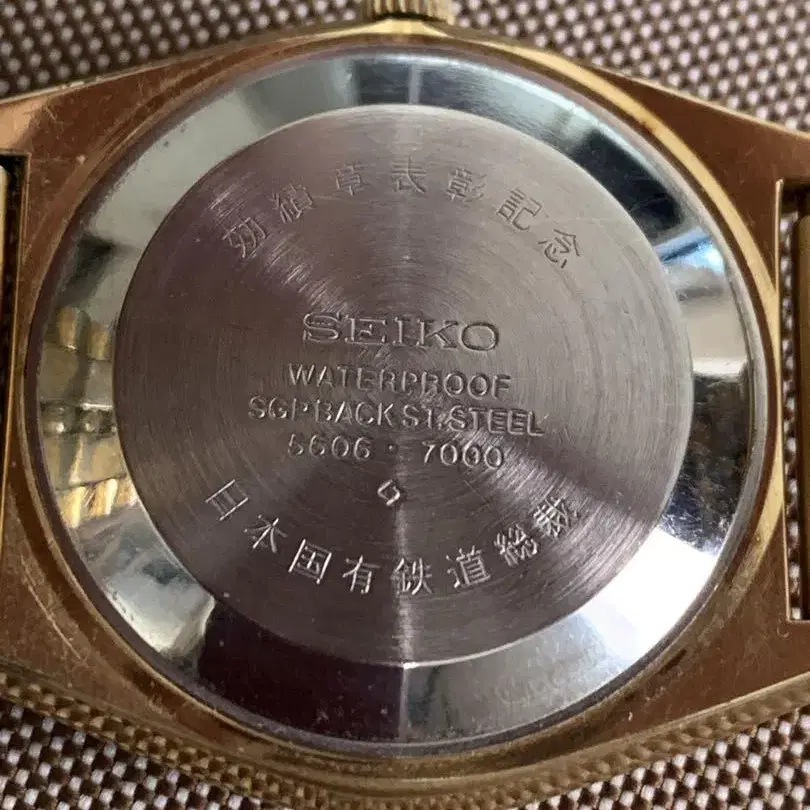 効績章表彰記念
SEIKO
WATERPROOF
SGP BACK ST. STEEL
5606・7000
日本国有鉄道総裁